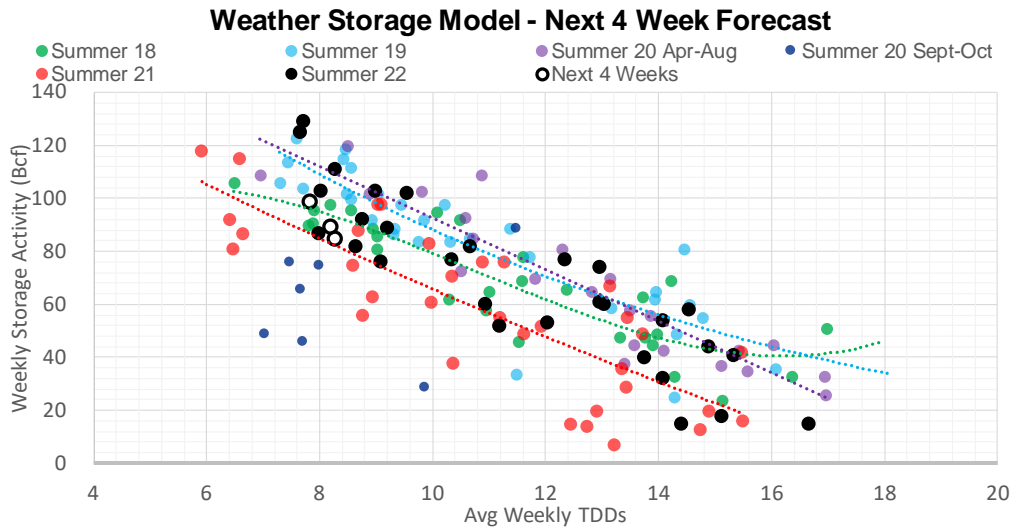 Weather Storage Model - Next 4 Week Forecast
Summer 18 Summer 19 Summer 20 Apr-Aug Summer 20 Sept-Oct
Summer 21 Summer 22 Next 4 Weeks
140
120
100
80
60
40
20
0
Weekly Storage Activity (Bcf)
4 6 8 10 12 14 16 18 20
Avg Weekly TDDs